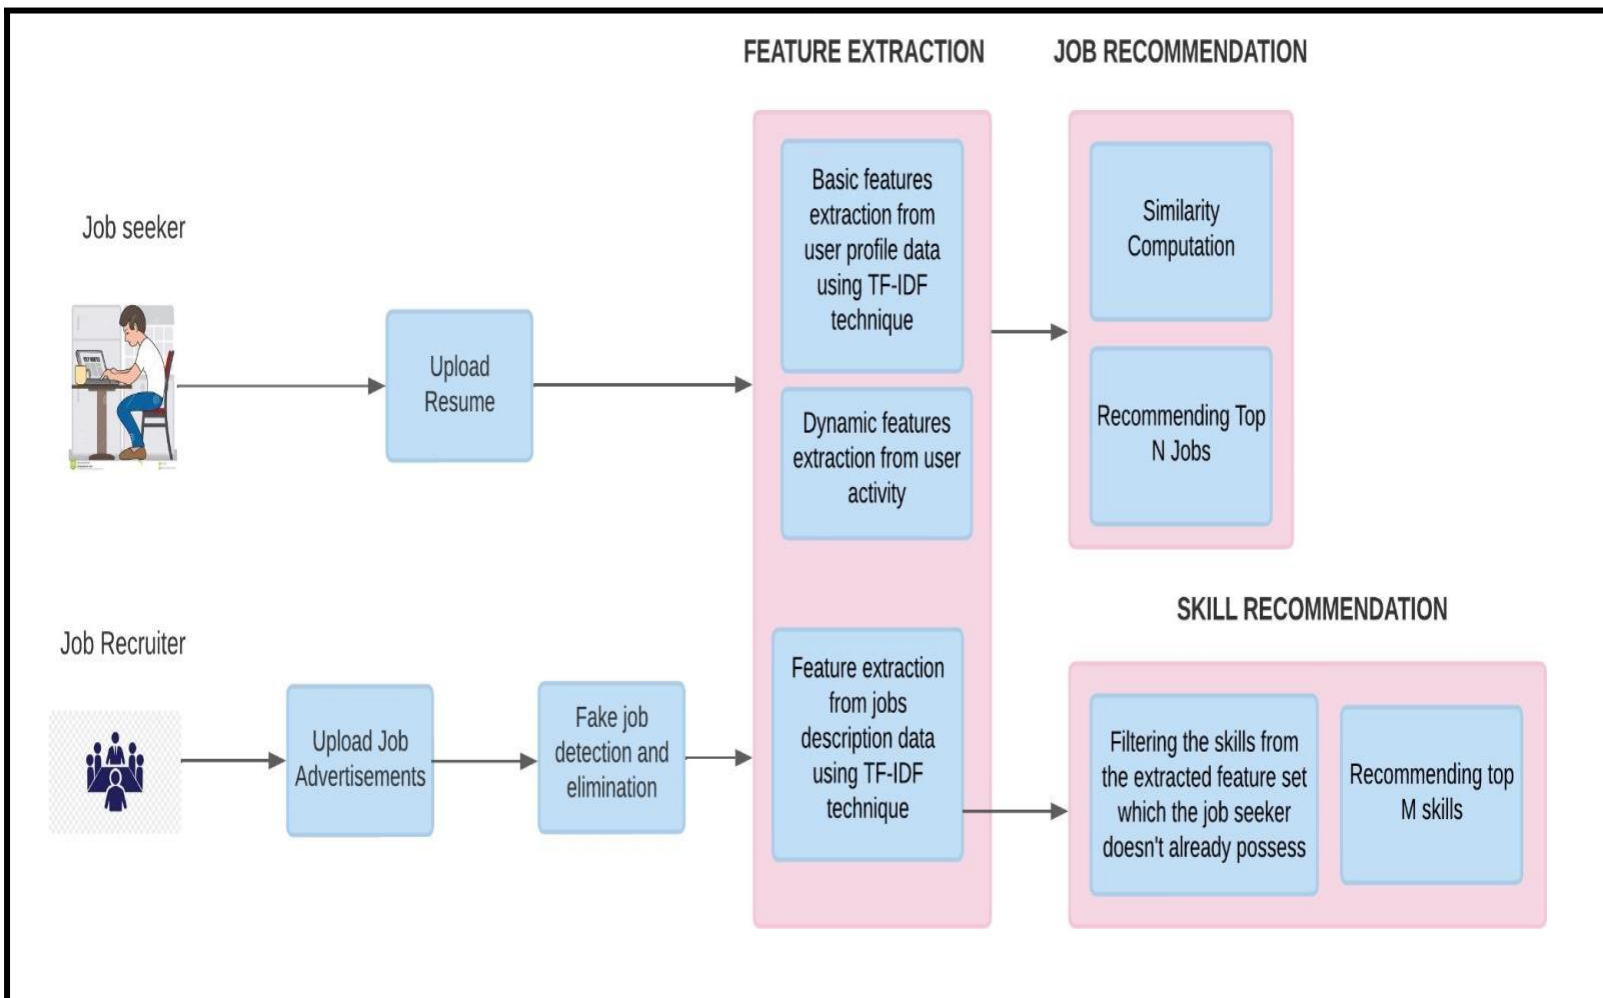 FEATURE EXTRACTION
JOB RECOMMENDATION
Job seeker
Upload
Resume
Basic features
extraction from
user profile data
using TF-IDF
technique
Dynamic features
extraction from user
activity
Similarity
Computation
Recommending Top
N Jobs
SKILL RECOMMENDATION
Job Recruiter
Upload Job
Advertisements
Fake job
detection and
elimination
Feature extraction
from jobs
description data
using TF-IDF
technique
Filtering the skills from
the extracted feature set
which the job seeker
doesn't already possess
Recommending top
M skills